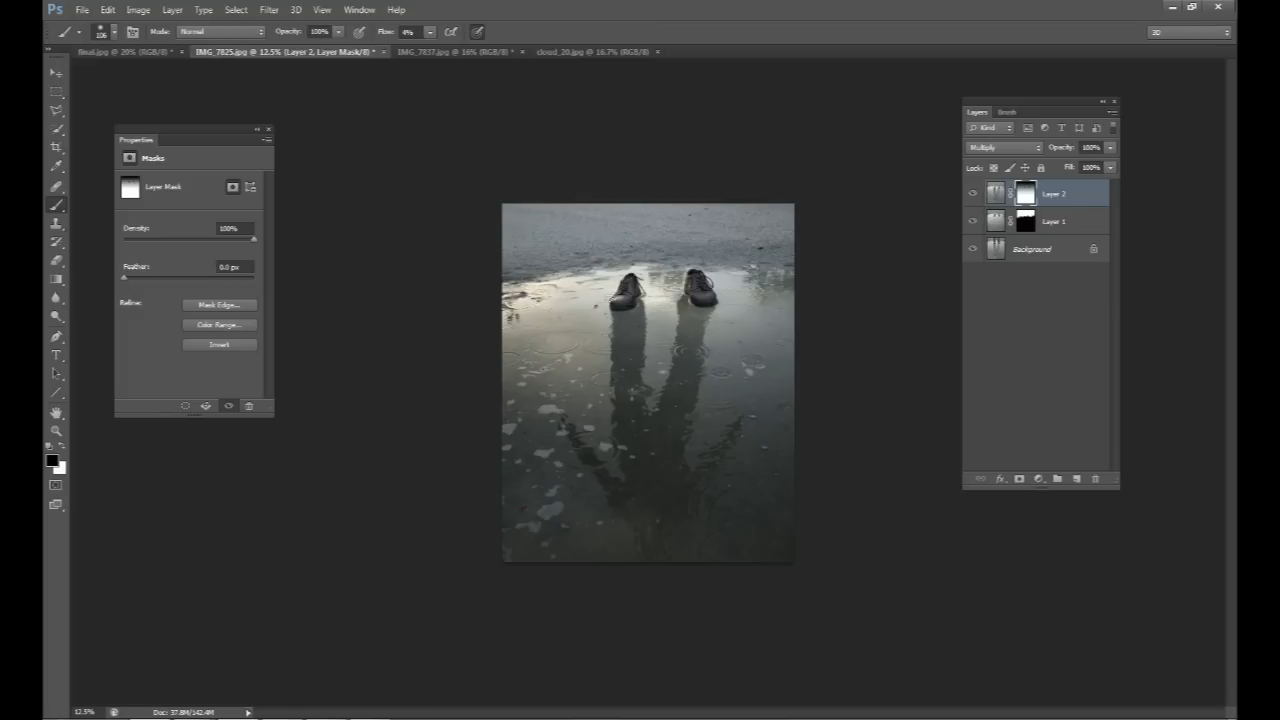 Ps File Edit Image Layer Type Select Filter 3D View Window Help
106 Mode: Normal Opacity: 100% Flow: 4% 3D
final.jpg @ 20% (RGB/8) * × IMG_7825.jpg @ 12.5% (Layer 2, Layer Mask/8) * × IMG_7837.jpg @ 16% (RGB/8) * × cloud_20.jpg @ 16.7% (RGB/8) ×
Properties
Masks
Layer Mask
Density: 100%
Feather: 0.0 px
Refine: Mask Edge...
Color Range...
Invert
Layers Brush
Kind
Multiply Opacity: 100%
Lock: Fill: 100%
Layer 2
Layer 1
Background
12.5% Doc: 37.8M/142.4M